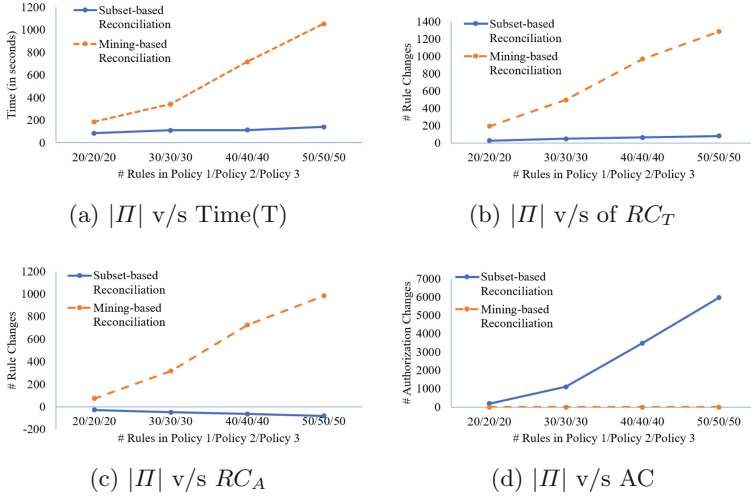 1200
1000
800
600
400
200
0
Time (in seconds)
Subset-based
Reconciliation
Mining-based
Reconciliation
20/20/20 30/30/30 40/40/40 50/50/50
# Rules in Policy 1/Policy 2/Policy 3
(a) |Π| v/s Time(T)
1400
1200
1000
800
600
400
200
0
# Rule Changes
Subset-based
Reconciliation
Mining-based
Reconciliation
20/20/20 30/30/30 40/40/40 50/50/50
# Rules in Policy 1/Policy 2/Policy 3
(b) |Π| v/s of RC_T
1200
1000
800
600
400
200
0
-200
# Rule Changes
Subset-based
Reconciliation
Mining-based
Reconciliation
20/20/20 30/30/30 40/40/40 50/50/50
# Rules in Policy 1/Policy 2/Policy 3
(c) |Π| v/s RC_A
7000
6000
5000
4000
3000
2000
1000
0
# Authorization Changes
Subset-based
Reconciliation
Mining-based
Reconciliation
20/20/20 30/30/30 40/40/40 50/50/50
# Rules in Policy 1/Policy 2/Policy 3
(d) |Π| v/s AC